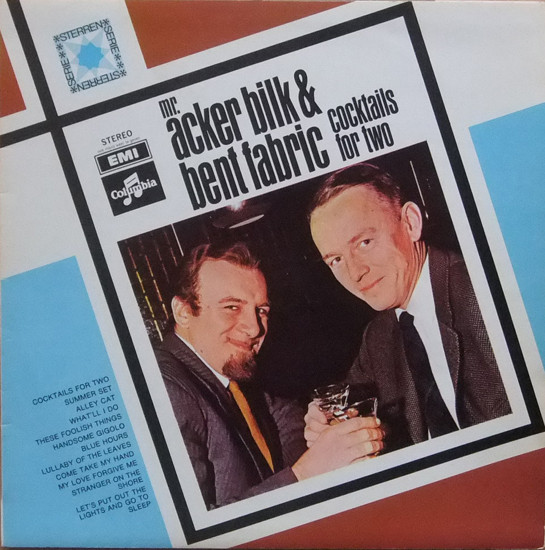 *STERREN*
SERIE*
*STERREN*
SERIE*
mr.
acker bilk &
bent fabric
cocktails
for two
STEREO
EMI
Columbia
COCKTAILS FOR TWO
SUMMER SET
ALLEY CAT
WHAT'LL I DO
THESE FOOLISH THINGS
HANDSOME GIGOLO
BLUE HOURS
LULLABY OF THE LEAVES
COME TAKE MY HAND
MY LOVE FORGIVE ME
STRANGER ON THE
SHORE
LET'S PUT OUT THE
LIGHTS AND GO TO
SLEEP